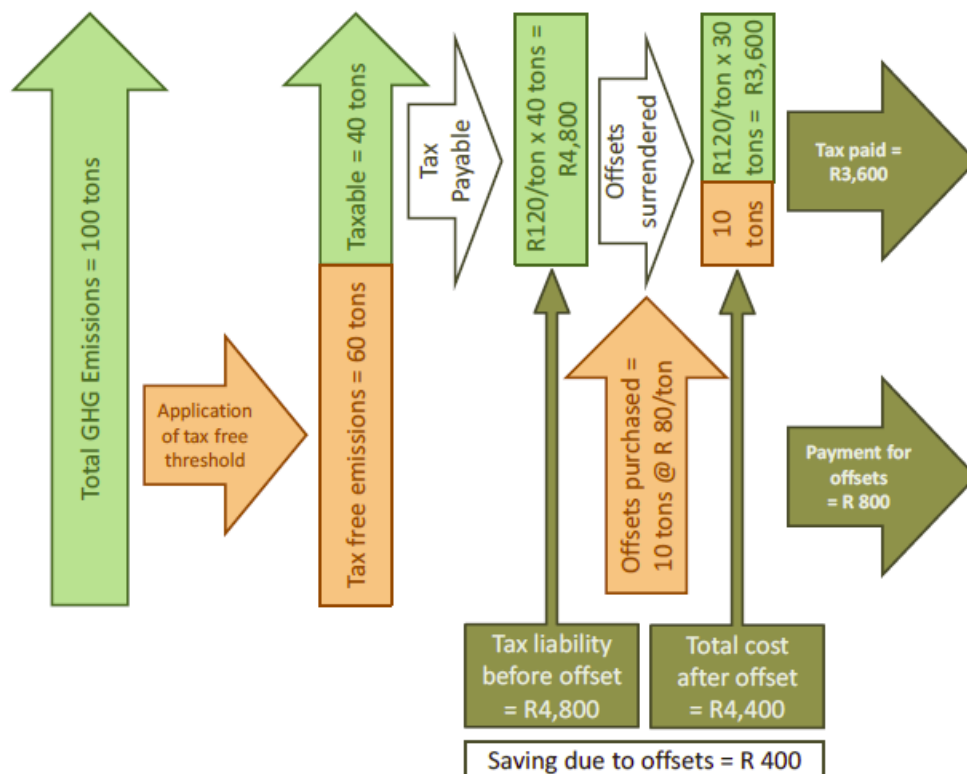 Total GHG Emissions = 100 tons
Application
of tax free
threshold
Taxable = 40 tons
Tax free emissions = 60 tons
Tax
Payable
R120/ton x 40 tons =
R4,800
Offsets
surrendered
R120/ton x 30
tons = R3,600
10
tons
Tax paid =
R3,600
Offsets purchased =
10 tons @ R 80/ton
Payment for
offsets
= R 800
Tax liability
before offset
= R4,800
Total cost
after offset
= R4,400
Saving due to offsets = R 400